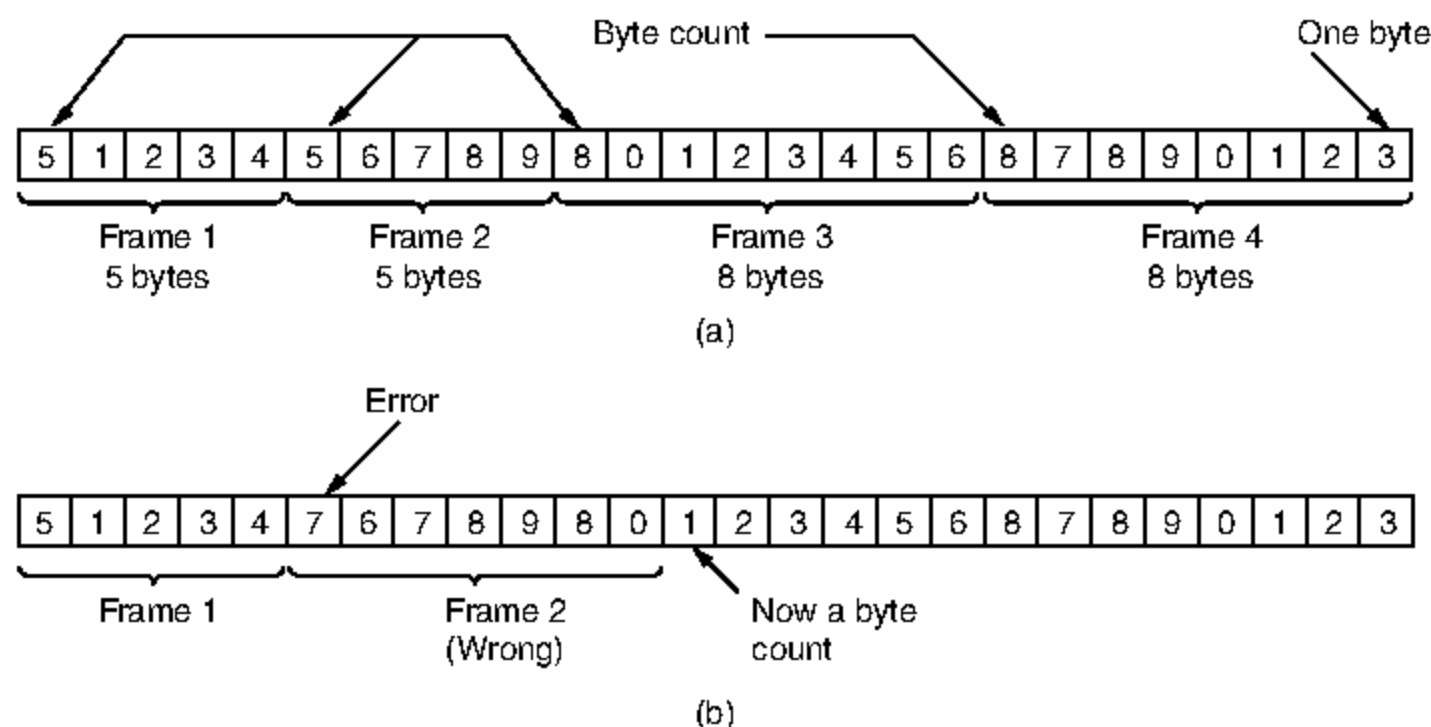 Byte count One byte
5 1 2 3 4 5 6 7 8 9 8 0 1 2 3 4 5 6 8 7 8 9 0 1 2 3
Frame 1 Frame 2 Frame 3 Frame 4
5 bytes 5 bytes 8 bytes 8 bytes
(a)
Error
5 1 2 3 4 7 6 7 8 9 8 0 1 2 3 4 5 6 8 7 8 9 0 1 2 3
Frame 1 Frame 2 Now a byte
(Wrong) count
(b)